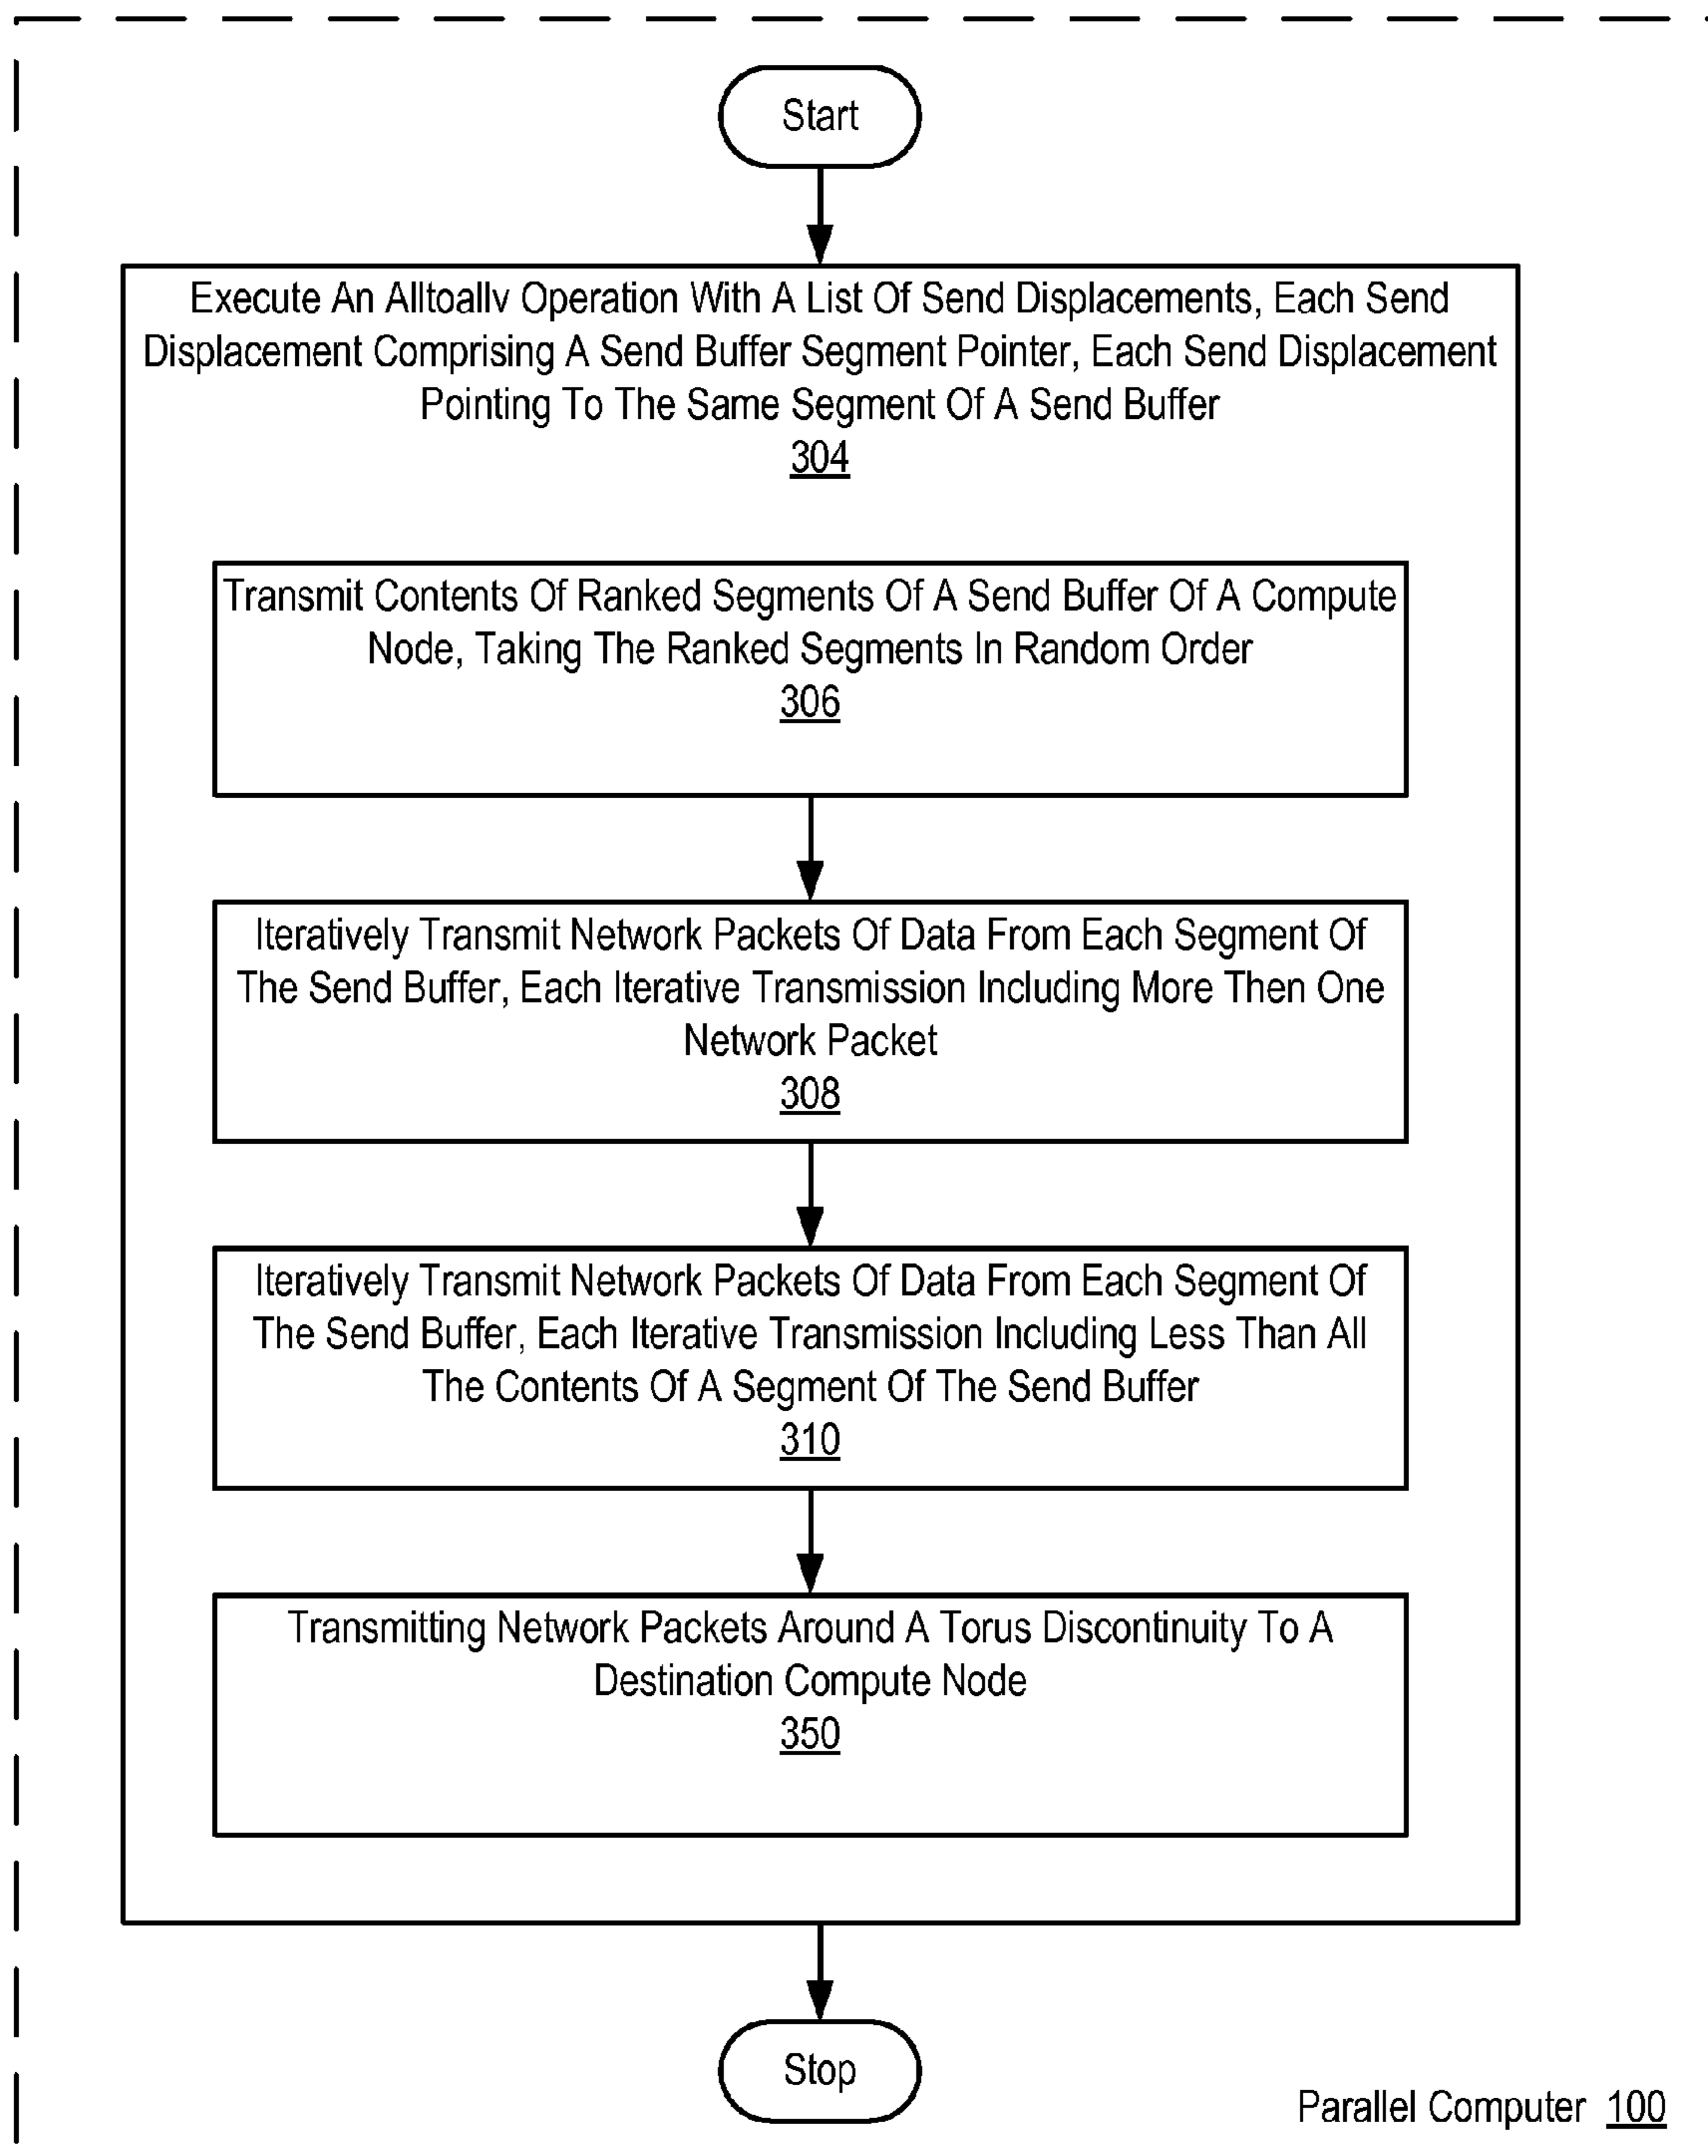 Start
Execute An Alltoallv Operation With A List Of Send Displacements, Each Send
Displacement Comprising A Send Buffer Segment Pointer, Each Send Displacement
Pointing To The Same Segment Of A Send Buffer
304
Transmit Contents Of Ranked Segments Of A Send Buffer Of A Compute
Node, Taking The Ranked Segments In Random Order
306
Iteratively Transmit Network Packets Of Data From Each Segment Of
The Send Buffer, Each Iterative Transmission Including More Then One
Network Packet
308
Iteratively Transmit Network Packets Of Data From Each Segment Of
The Send Buffer, Each Iterative Transmission Including Less Than All
The Contents Of A Segment Of The Send Buffer
310
Transmitting Network Packets Around A Torus Discontinuity To A
Destination Compute Node
350
Stop
Parallel Computer 100